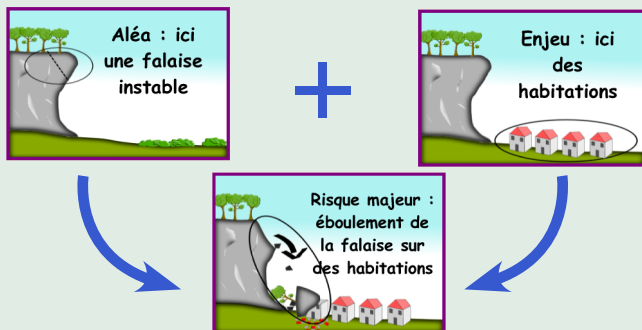 Aléa : ici
une falaise
instable
Enjeu : ici
des
habitations
Risque majeur :
éboulement de
la falaise sur
des habitations